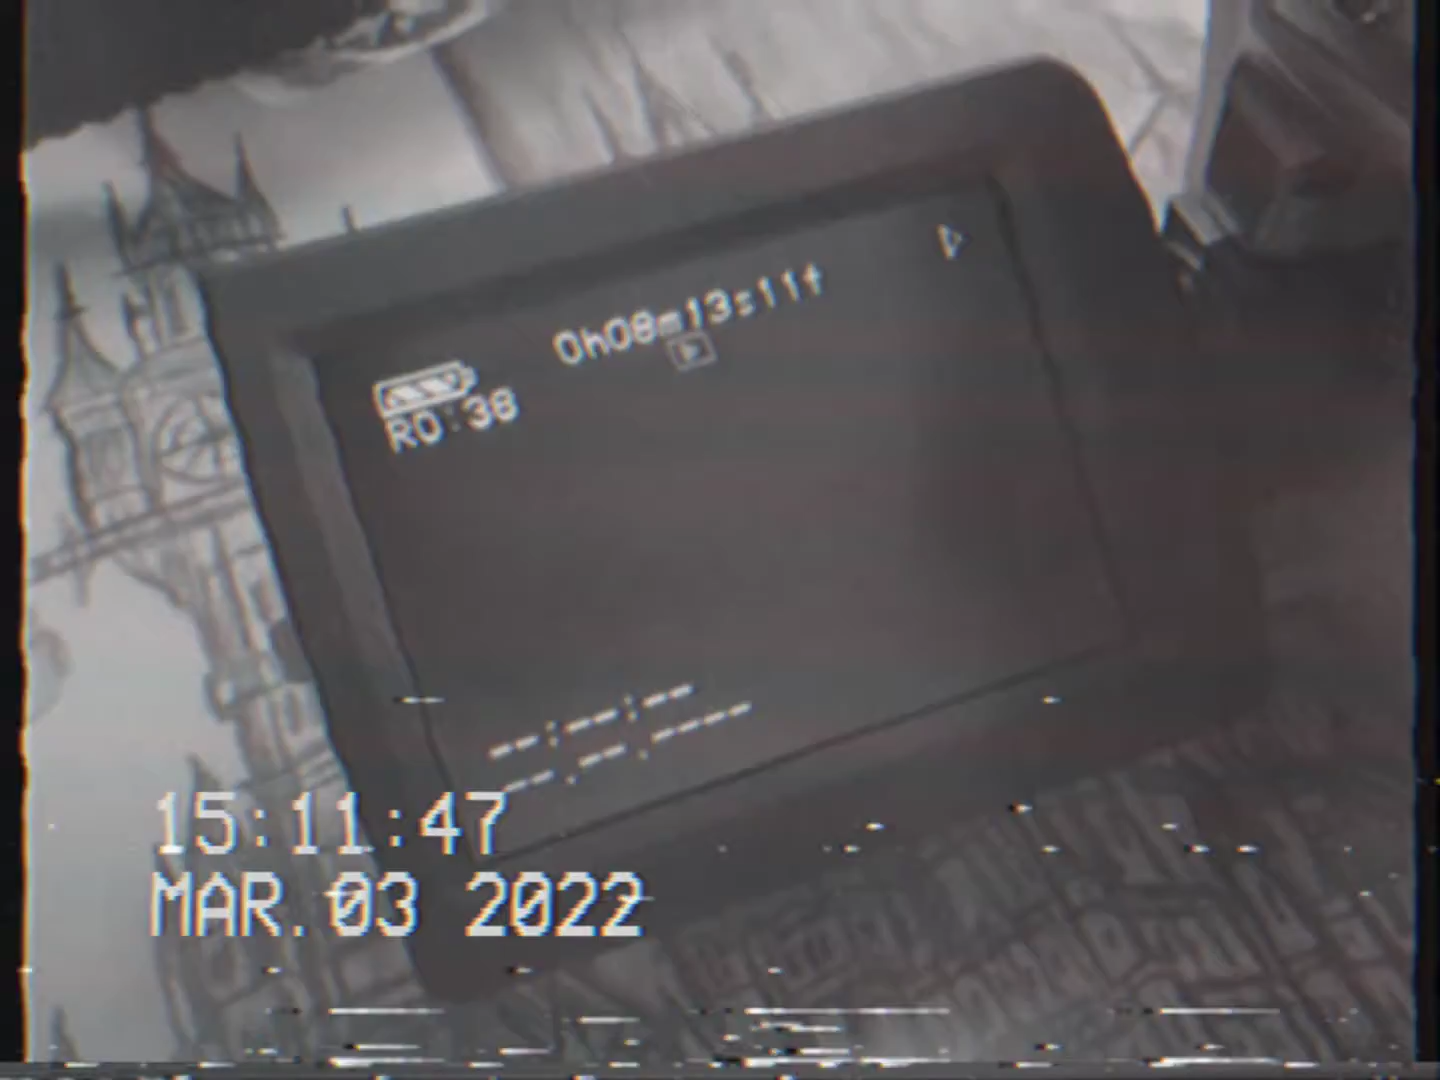 0h08m13s11f
R0:38
--:--:--
--.--.----
15:11:47
MAR.03 2022